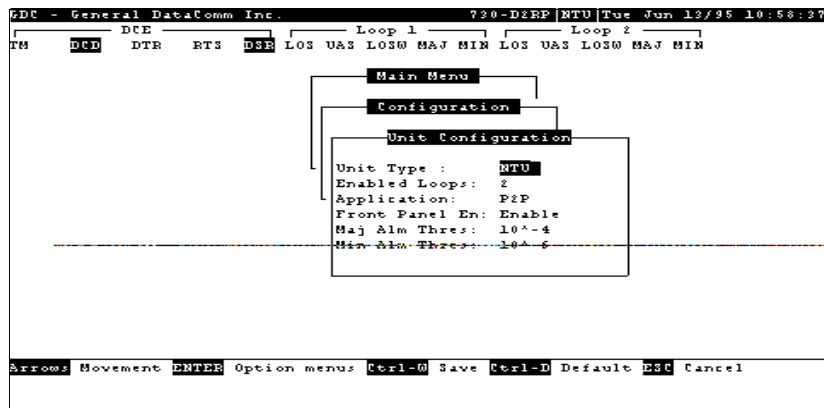 GDC - General DataComm Inc. 730-D2RP|NTU|Tue Jun 13/95 10:58:37
DCE Loop 1 Loop 2
TM DCD DTR RTS DSR LOS UAS LOSW MAJ MIN LOS UAS LOSW MAJ MIN
Main Menu
Configuration
Unit Configuration
Unit Type : NTU
Enabled Loops: 2
Application: P2P
Front Panel En: Enable
Maj Alm Thres: 10^-4
Min Alm Thres: 10^-6
Arrows Movement ENTER Option menus Ctrl-W Save Ctrl-D Default ESC Cancel